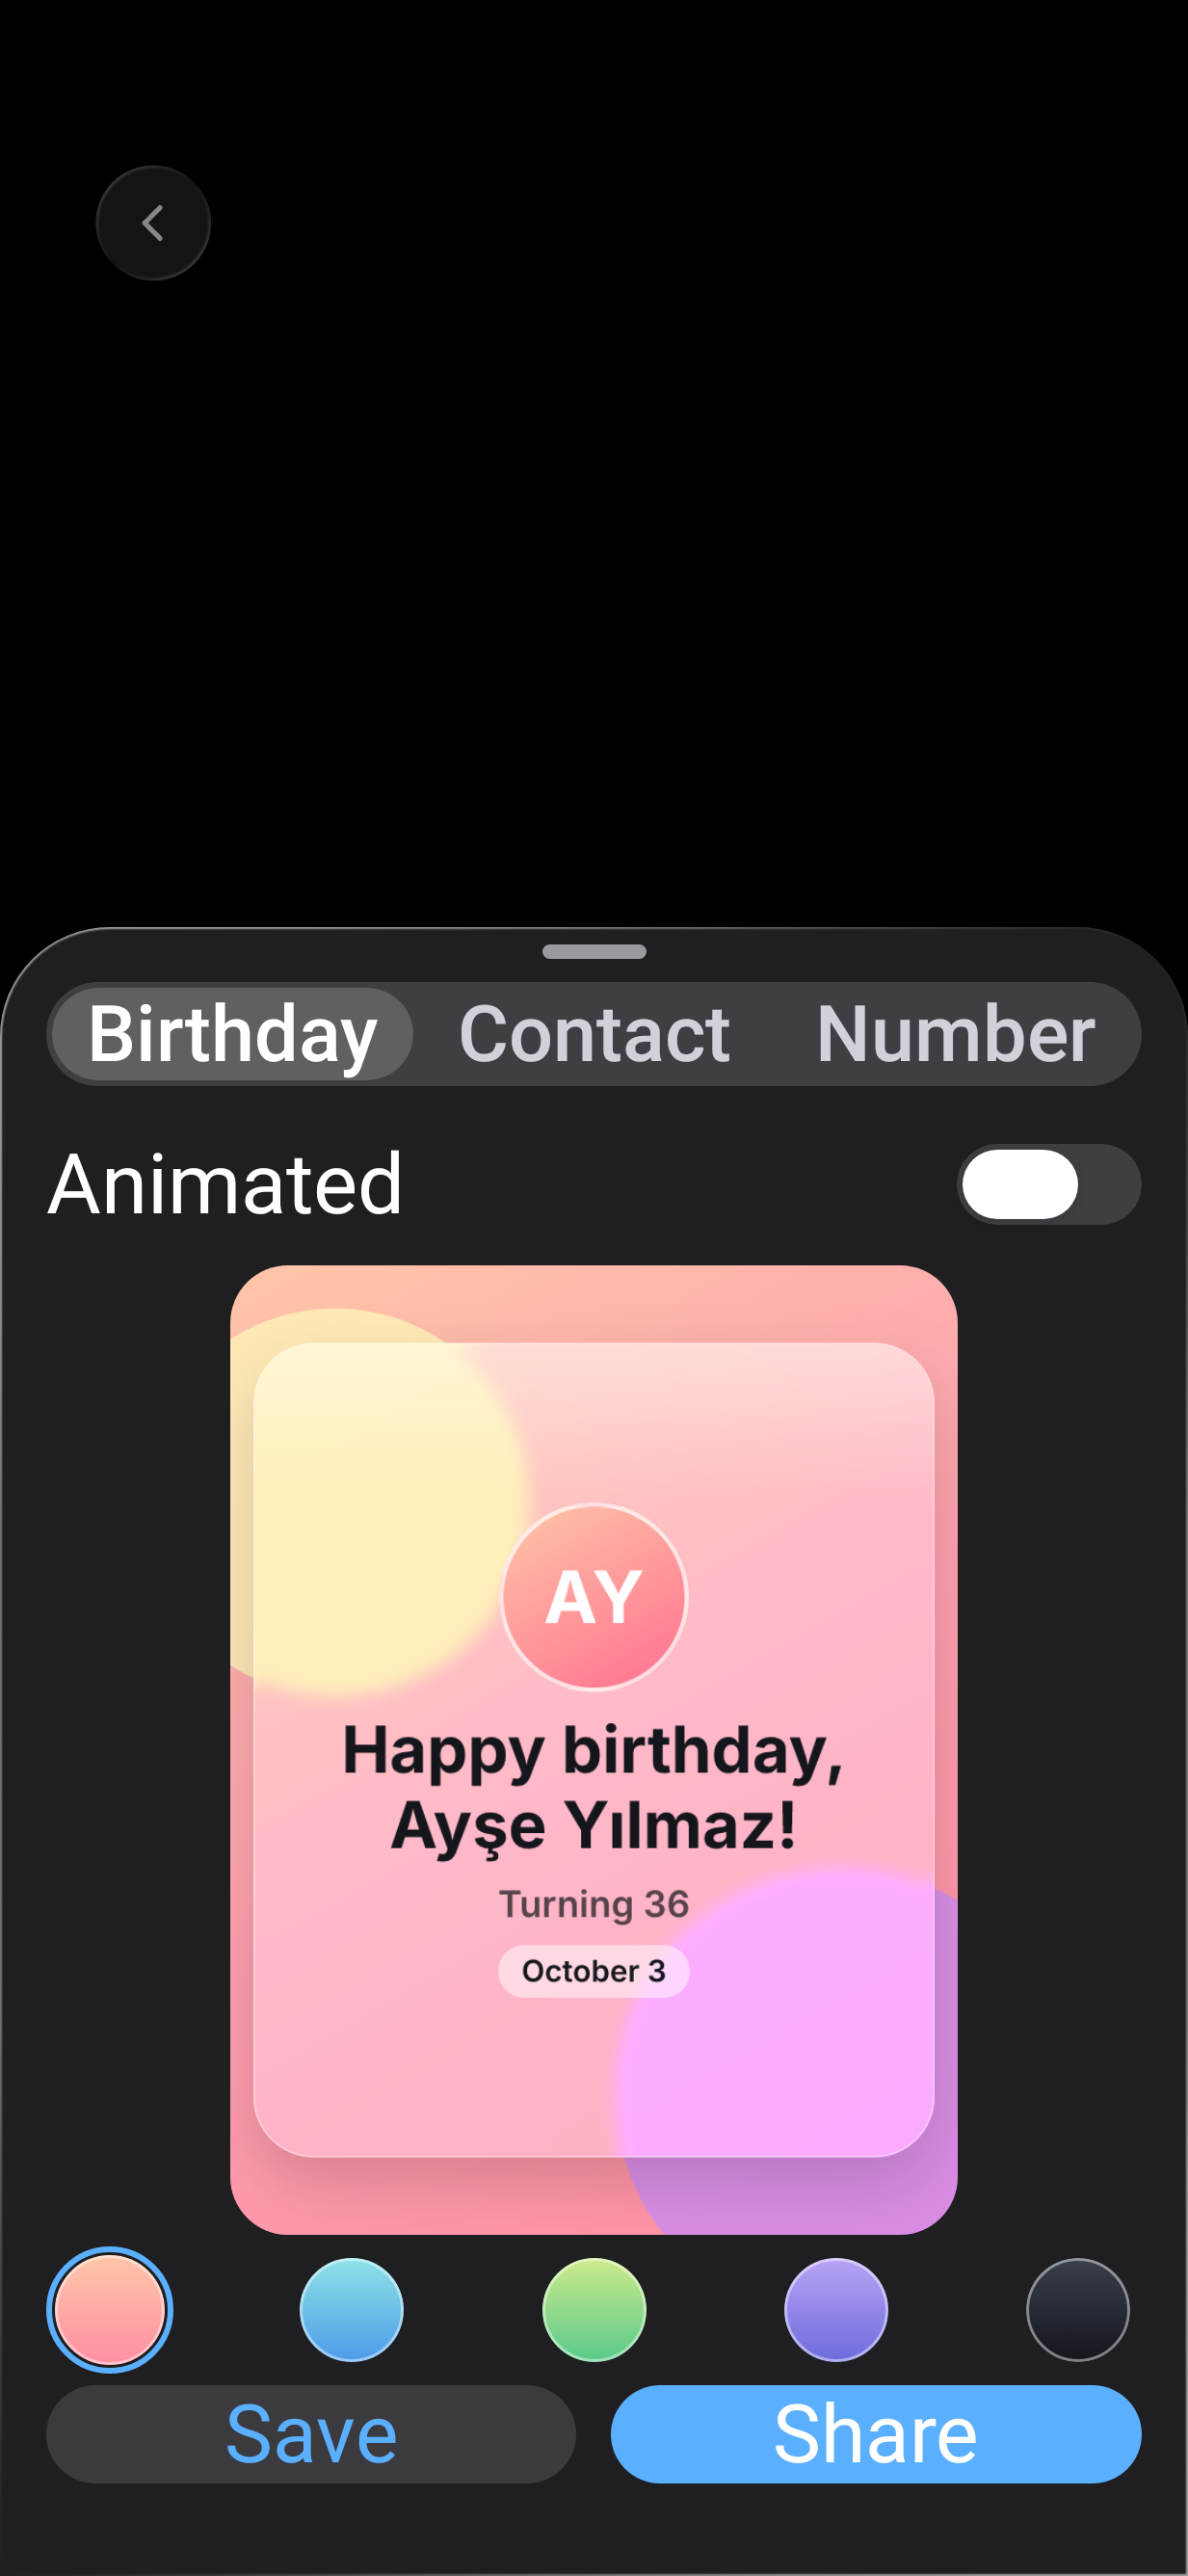 Birthday Contact Number
Animated
AY
Happy birthday,
Ayşe Yılmaz!
Turning 36
October 3
Save Share